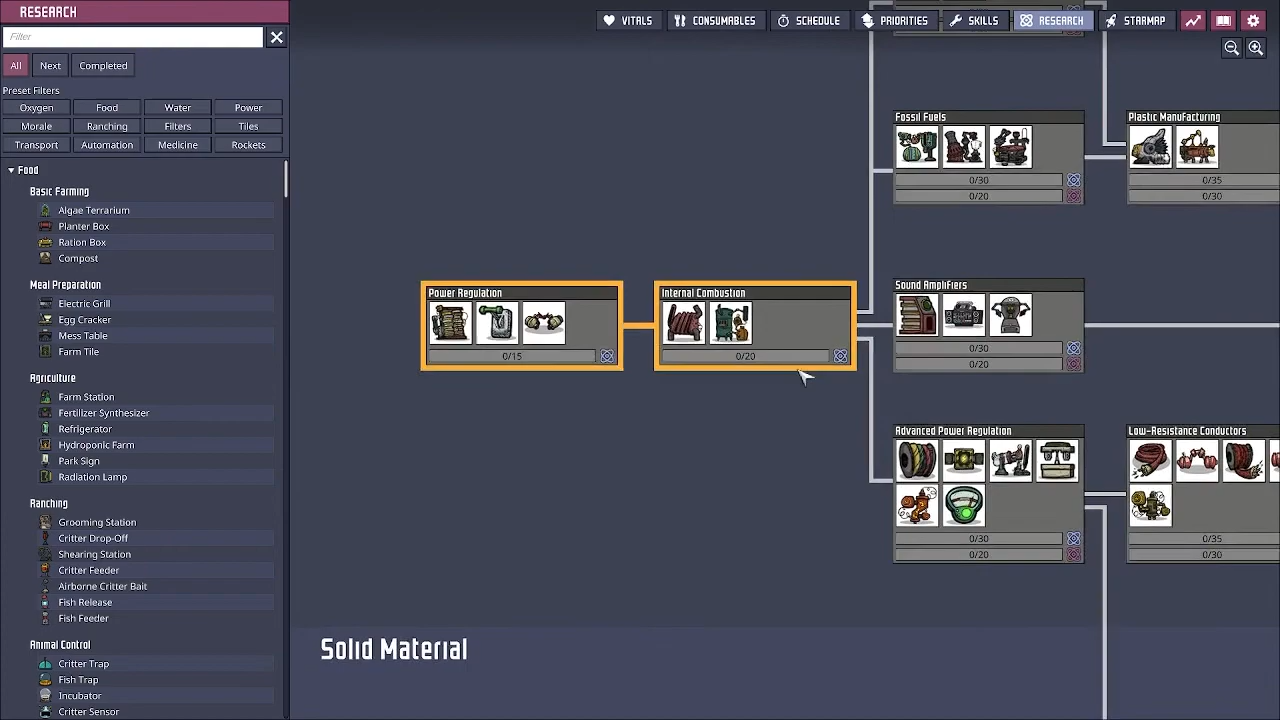 RESEARCH
VITALS
CONSUMABLES
SCHEDULE
PRIORITIES
SKILLS
RESEARCH
STARMAP
Filter
All
Next
Completed
Preset Filters
Oxygen
Food
Water
Power
Morale
Ranching
Filters
Tiles
Transport
Automation
Medicine
Rockets
Food
Basic Farming
Algae Terrarium
Planter Box
Ration Box
Compost
Meal Preparation
Electric Grill
Egg Cracker
Mess Table
Farm Tile
Agriculture
Farm Station
Fertilizer Synthesizer
Refrigerator
Hydroponic Farm
Park Sign
Radiation Lamp
Ranching
Grooming Station
Critter Drop-Off
Shearing Station
Critter Feeder
Airborne Critter Bait
Fish Release
Fish Feeder
Animal Control
Critter Trap
Fish Trap
Incubator
Critter Sensor
Power Regulation
0/15
Internal Combustion
0/20
Fossil Fuels
0/30
0/20
Plastic Manufacturing
0/35
0/30
Sound Amplifiers
0/30
0/20
Advanced Power Regulation
0/30
0/20
Low-Resistance Conductors
0/35
0/30
Solid Material